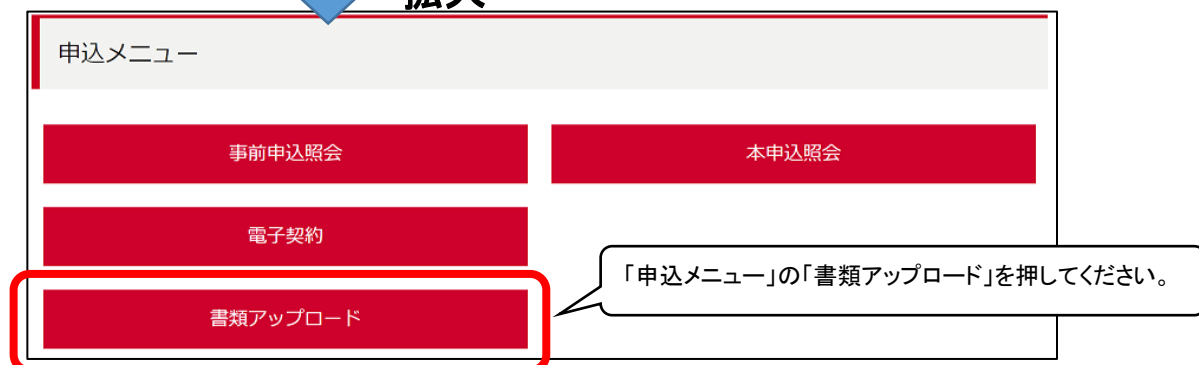 拡大
申込メニュー
事前申込照会
本申込照会
電子契約
「申込メニュー」の「書類アップロード」を押してください。
書類アップロード